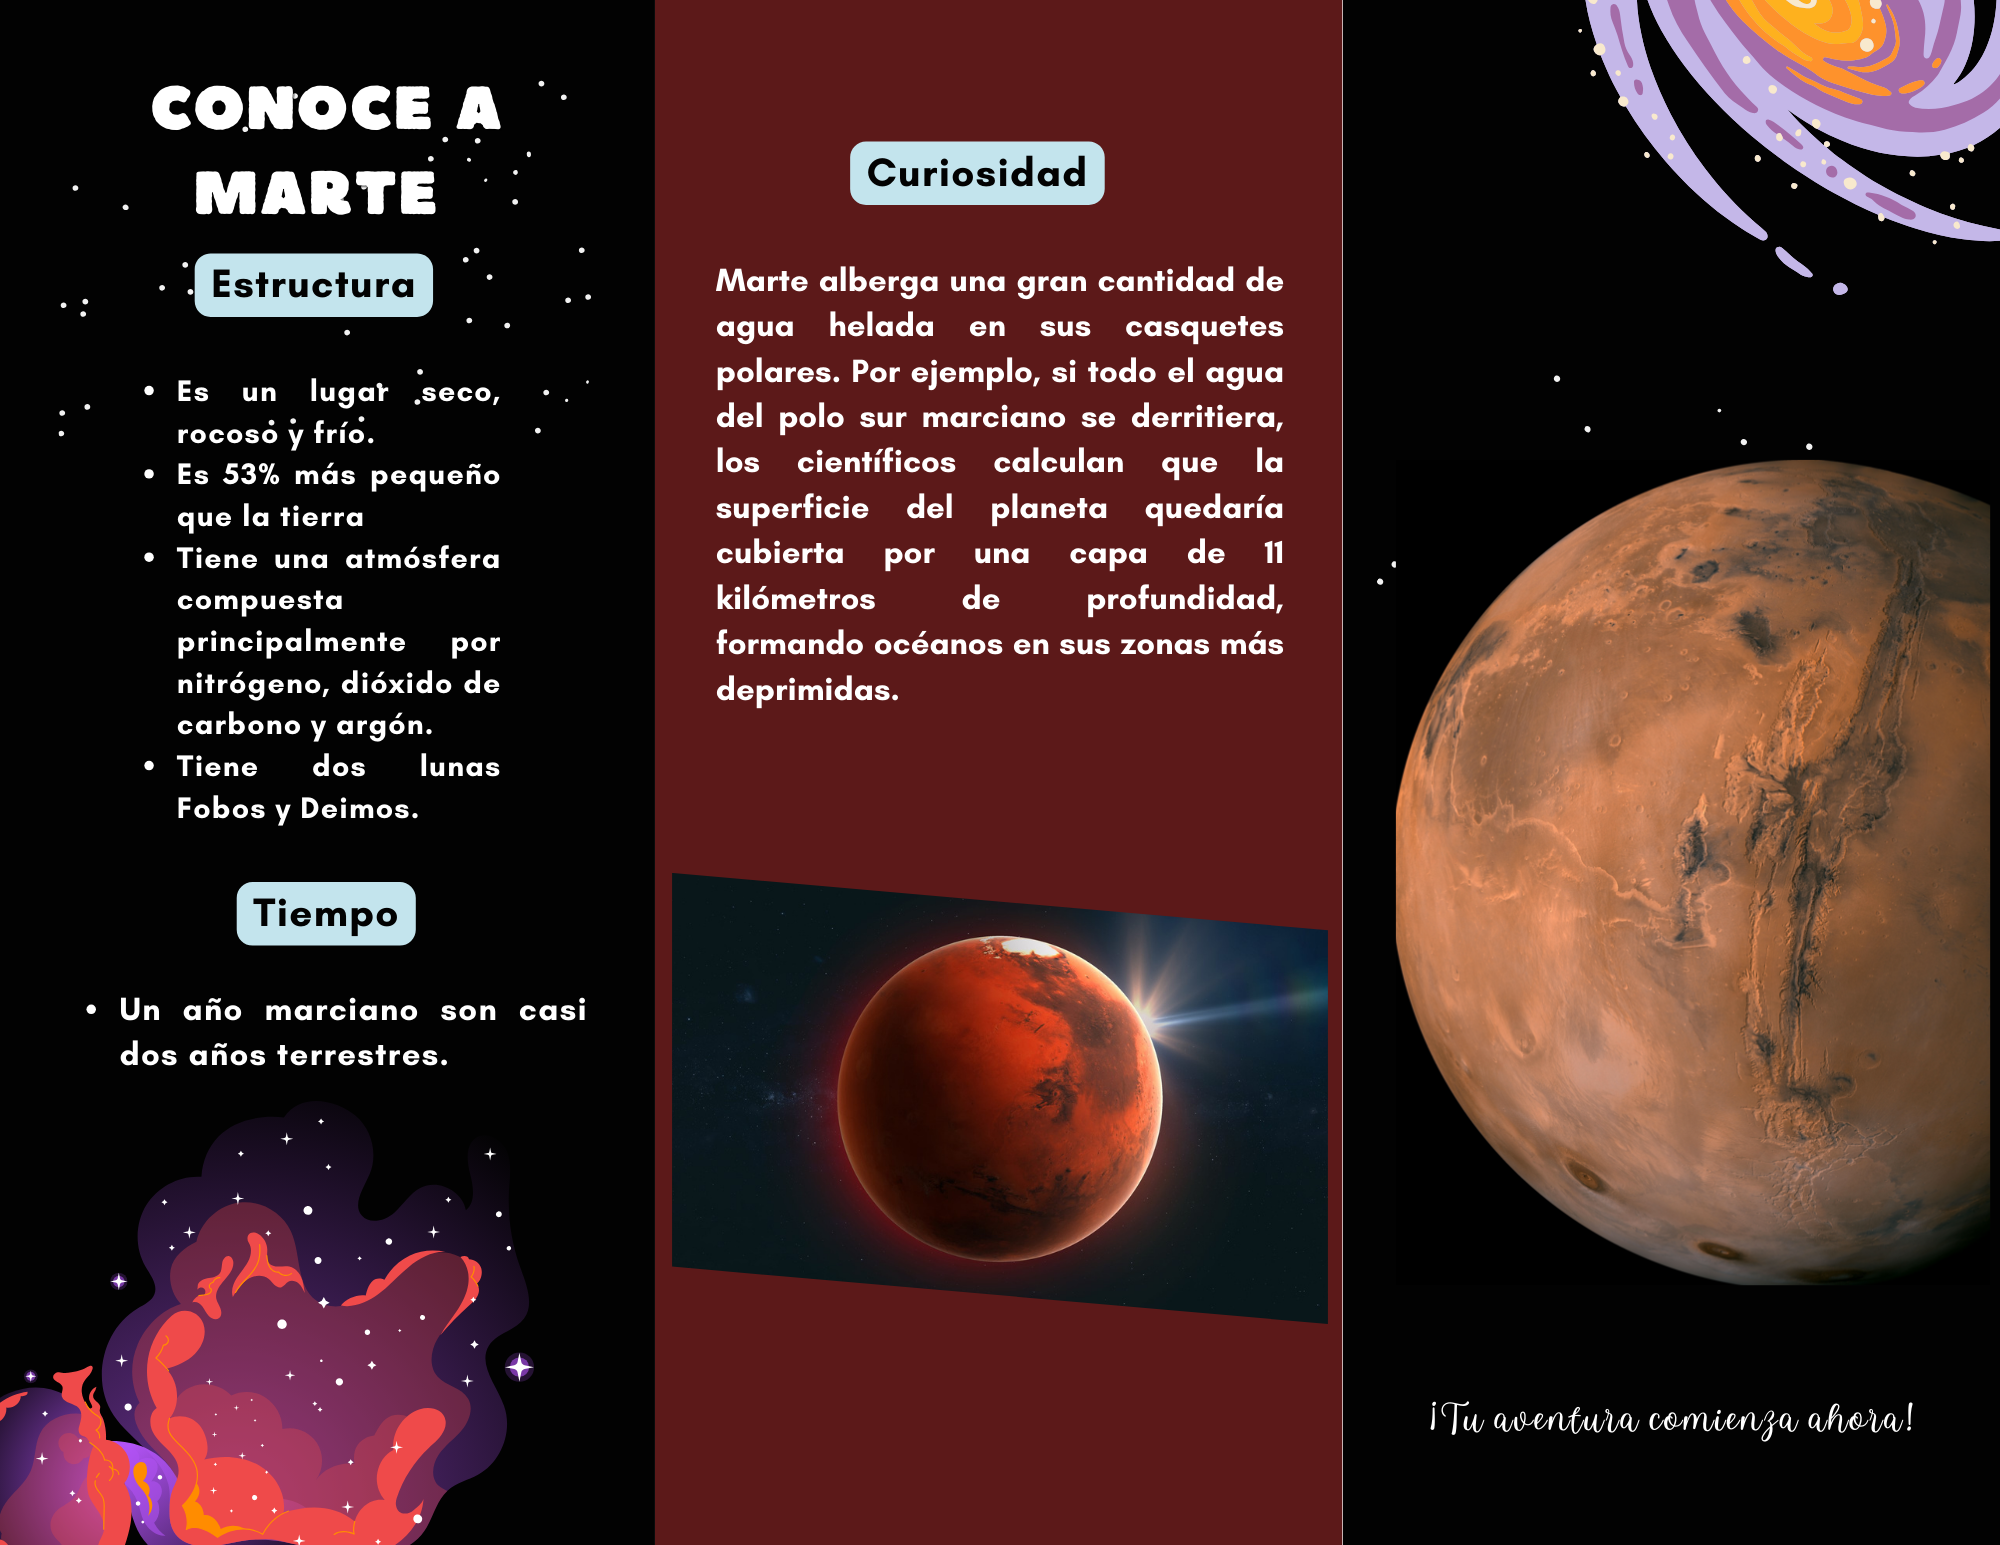 CONOCE A
MARTE
Estructura
• Es un lugar seco,
rocoso y frío.
• Es 53% más pequeño
que la tierra
• Tiene una atmósfera
compuesta
principalmente por
nitrógeno, dióxido de
carbono y argón.
• Tiene dos lunas
Fobos y Deimos.
Tiempo
• Un año marciano son casi
dos años terrestres.
Curiosidad
Marte alberga una gran cantidad de
agua helada en sus casquetes
polares. Por ejemplo, si todo el agua
del polo sur marciano se derritiera,
los científicos calculan que la
superficie del planeta quedaría
cubierta por una capa de 11
kilómetros de profundidad,
formando océanos en sus zonas más
deprimidas.
¡Tu aventura comienza ahora!